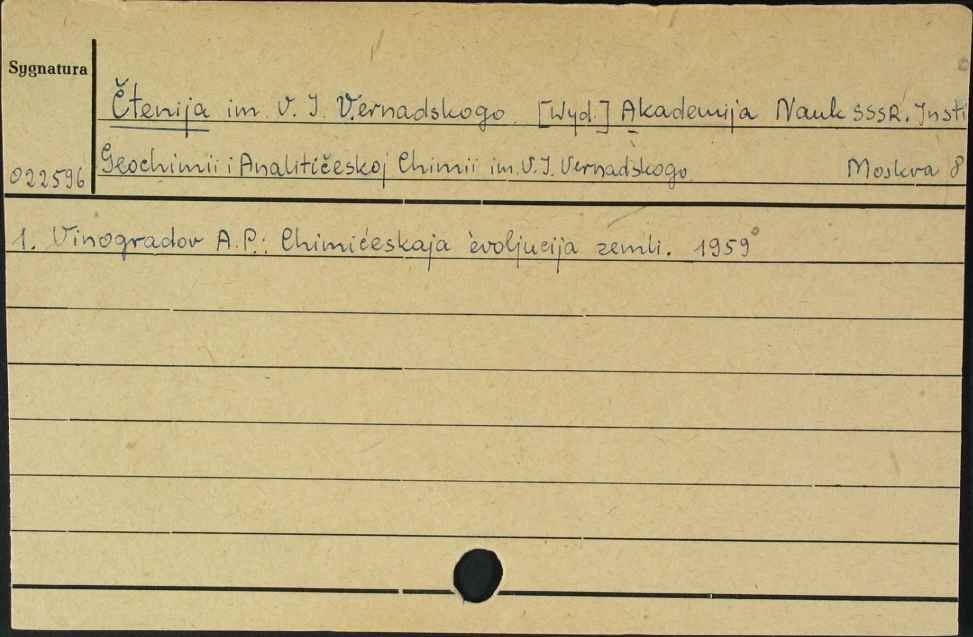 Sygnatura
Čtenija im. V. I. Vernadskogo. [Wyd.] Akademija Nauk SSSR. Insti
022596 Geochimii i Analitičeskoj Chimii im. V. I. Vernadskogo Moskva 8
1. Vinogradov A. P.: Chimičeskaja èvoljucija zemli. 1959